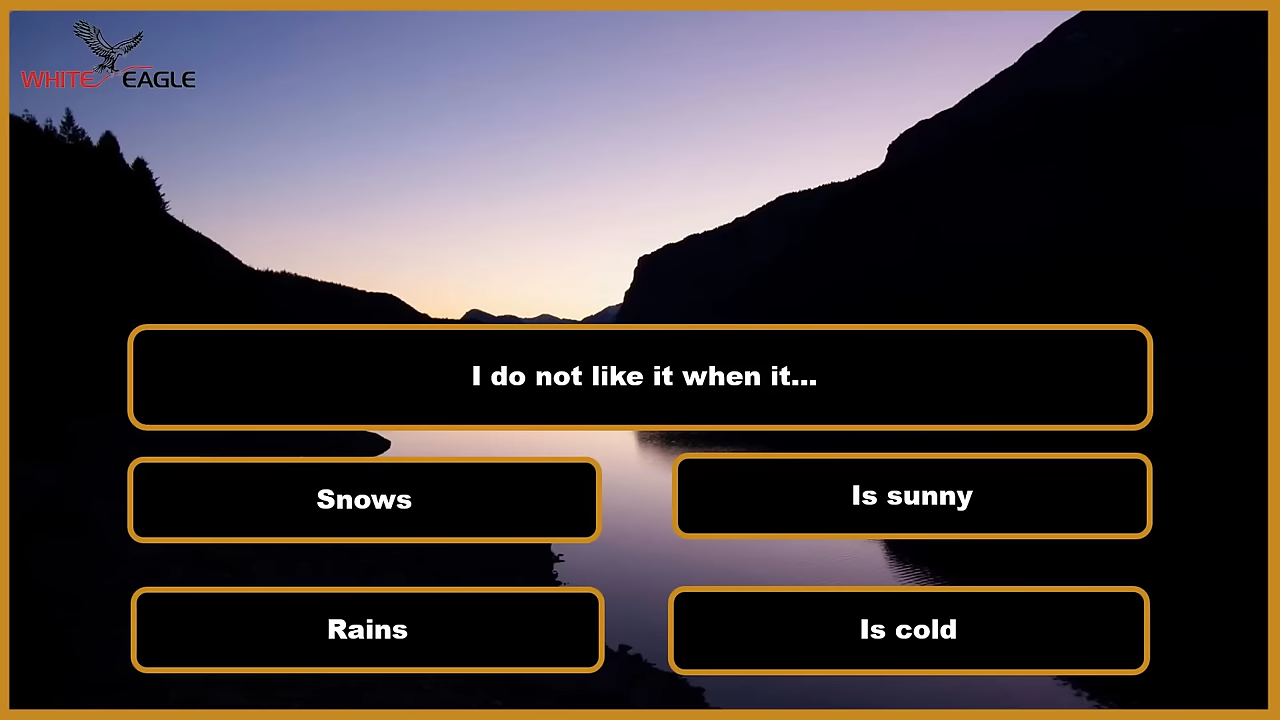 WHITE EAGLE
I do not like it when it...
Snows
Is sunny
Rains
Is cold